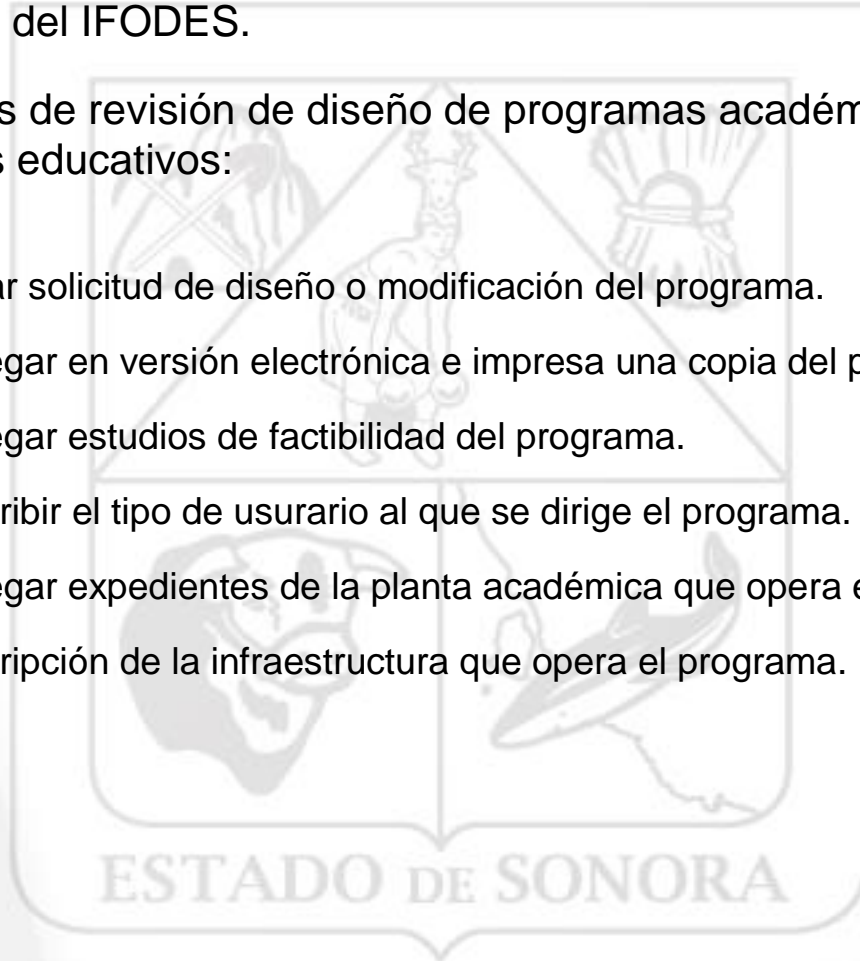 del IFODES.
s de revisión de diseño de programas académ
s educativos:
ar solicitud de diseño o modificación del programa.
egar en versión electrónica e impresa una copia del p
egar estudios de factibilidad del programa.
ribir el tipo de usurario al que se dirige el programa.
egar expedientes de la planta académica que opera e
ripción de la infraestructura que opera el programa.
ESTADO DE SONORA